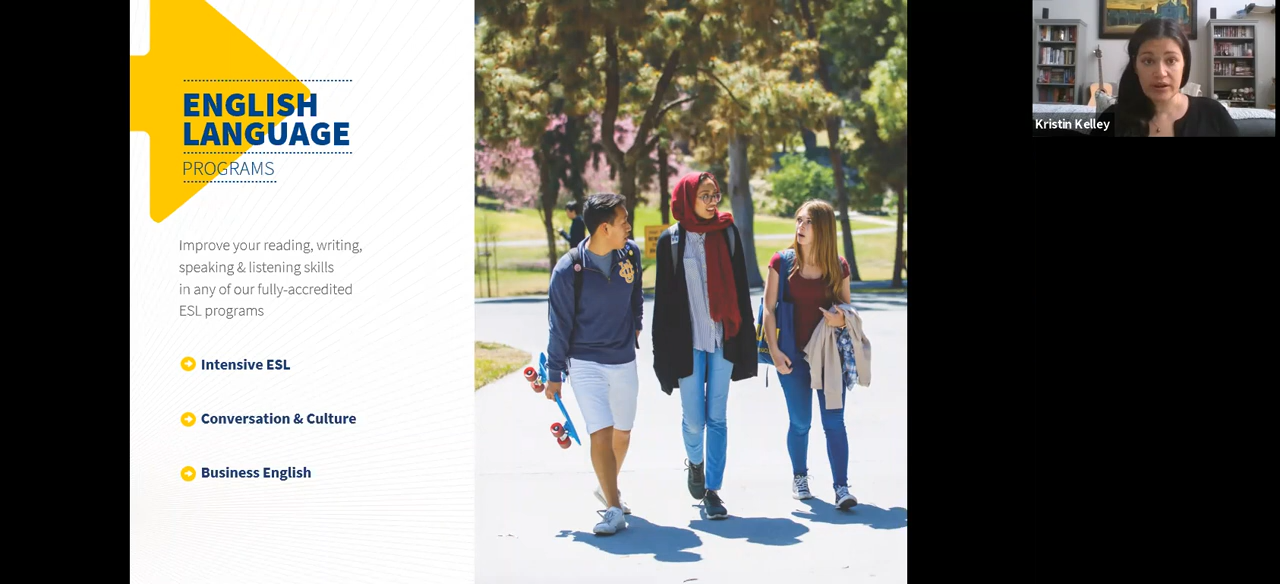 ENGLISH
LANGUAGE
PROGRAMS
Improve your reading, writing,
speaking & listening skills
in any of our fully-accredited
ESL programs
Intensive ESL
Conversation & Culture
Business English
Kristin Kelley